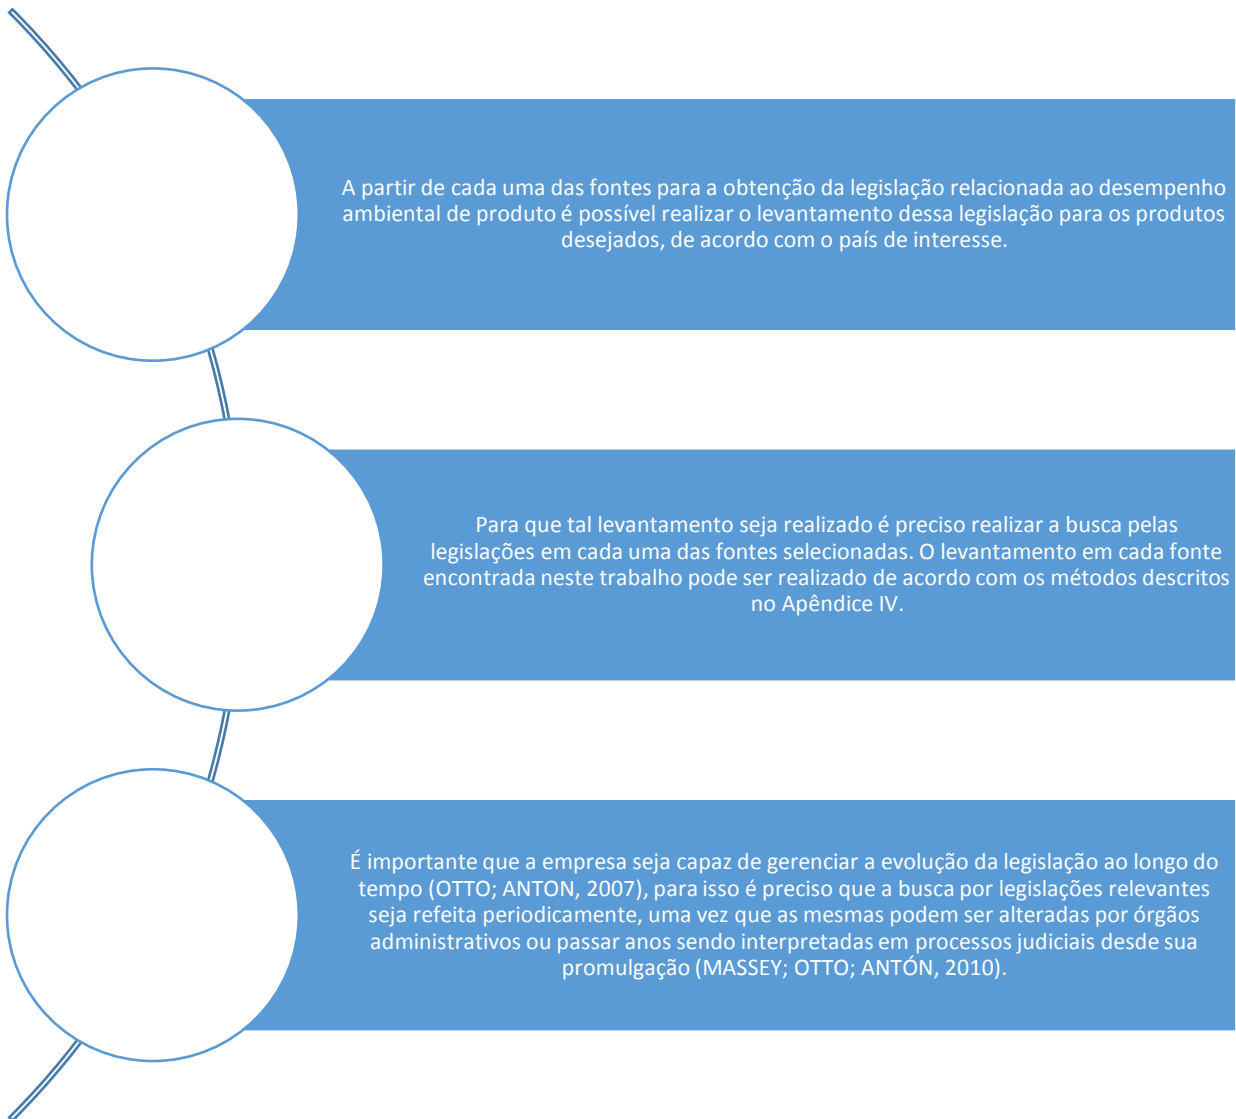 A partir de cada uma das fontes para a obtenção da legislação relacionada ao desempenho
ambiental de produto é possível realizar o levantamento dessa legislação para os produtos
desejados, de acordo com o país de interesse.
Para que tal levantamento seja realizado é preciso realizar a busca pelas
legislações em cada uma das fontes selecionadas. O levantamento em cada fonte
encontrada neste trabalho pode ser realizado de acordo com os métodos descritos
no Apêndice IV.
É importante que a empresa seja capaz de gerenciar a evolução da legislação ao longo do
tempo (OTTO; ANTON, 2007), para isso é preciso que a busca por legislações relevantes
seja refeita periodicamente, uma vez que as mesmas podem ser alteradas por órgãos
administrativos ou passar anos sendo interpretadas em processos judiciais desde sua
promulgação (MASSEY; OTTO; ANTÓN, 2010).